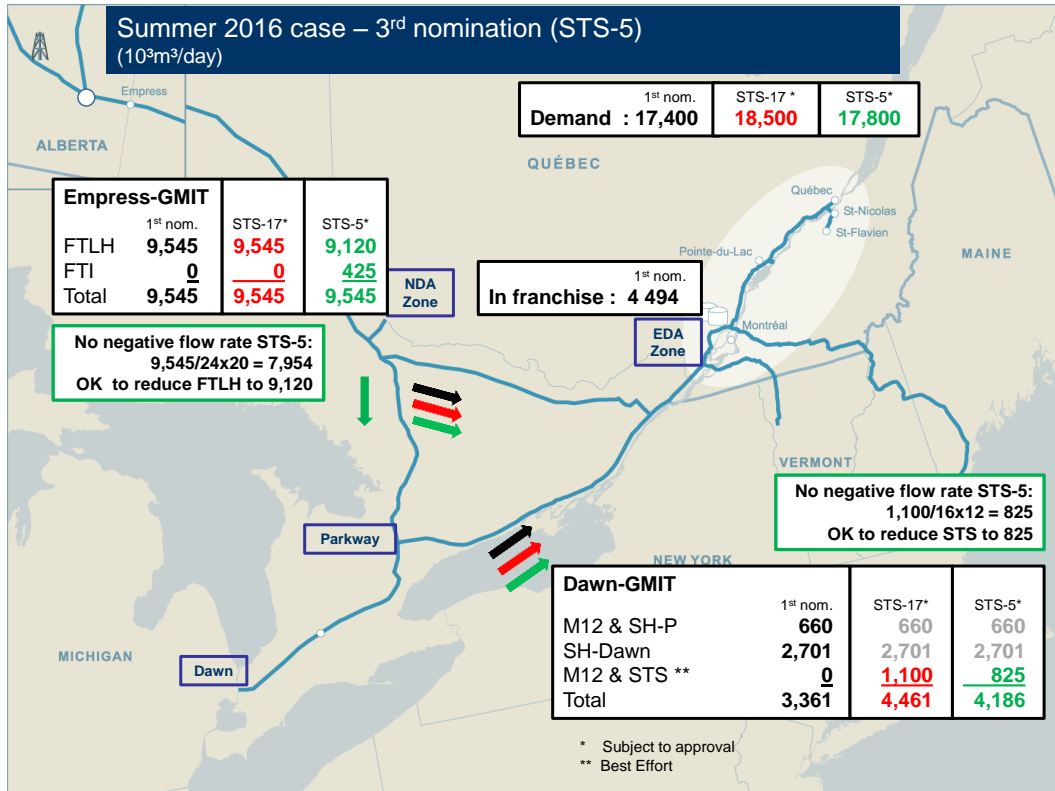 Summer 2016 case – 3rd nomination (STS-5)
(10³m³/day)
Empress
ALBERTA
1st nom. STS-17 * STS-5*
Demand : 17,400 18,500 17,800
QUÉBEC
Empress-GMIT
1st nom. STS-17* STS-5*
FTLH 9,545 9,545 9,120
FTI 0 0 425
Total 9,545 9,545 9,545
Québec
St-Nicolas
St-Flavien
Pointe-du-Lac
MAINE
NDA
Zone
1st nom.
In franchise : 4 494
Montréal
EDA
Zone
No negative flow rate STS-5:
9,545/24x20 = 7,954
OK to reduce FTLH to 9,120
VERMONT
No negative flow rate STS-5:
1,100/16x12 = 825
OK to reduce STS to 825
Parkway
NEW YORK
Dawn-GMIT
1st nom. STS-17* STS-5*
M12 & SH-P 660 660 660
SH-Dawn 2,701 2,701 2,701
M12 & STS ** 0 1,100 825
Total 3,361 4,461 4,186
MICHIGAN
Dawn
* Subject to approval
** Best Effort